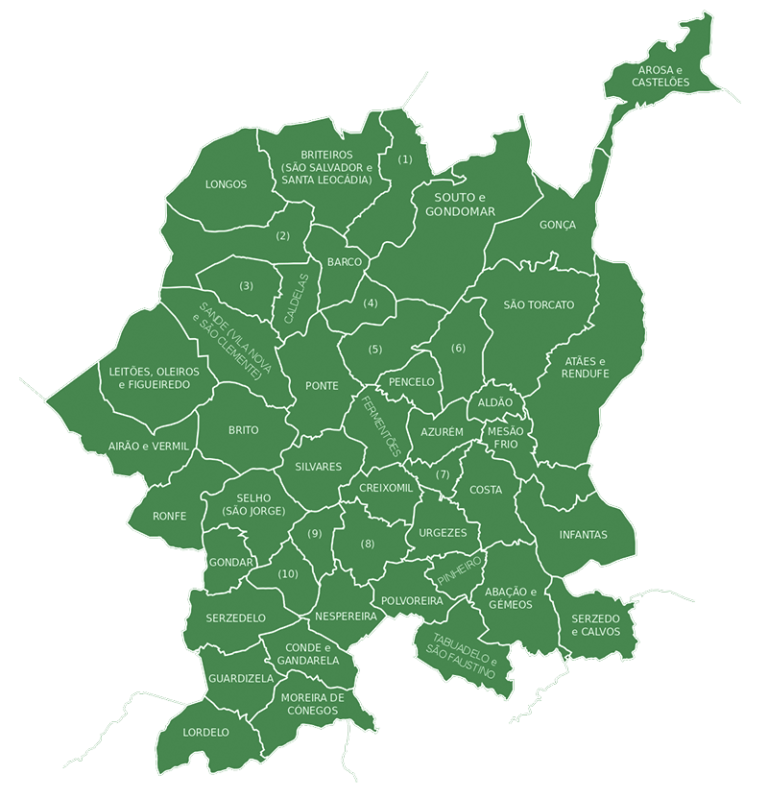 AROSA e
CASTELÕES
(1)
BRITEIROS
(SÃO SALVADOR e
SANTA LEOCÁDIA)
LONGOS
SOUTO e
GONDOMAR
GONÇA
(2)
BARCO
(3)
CALDELAS
(4)
SÃO TORCATO
SANDE (VILA NOVA
e SÃO CLEMENTE)
(5)
(6)
ATÃES e
RENDUFE
LEITÕES, OLEIROS
e FIGUEIREDO
PONTE
PENCELO
ALDÃO
FERMENTÕES
BRITO
AZURÉM
MESÃO
FRIO
AIRÃO e VERMIL
SILVARES
(7)
CREIXOMIL
COSTA
SELHO
(SÃO JORGE)
RONFE
(9)
URGEZES
INFANTAS
(8)
GONDAR
(10)
PINHEIRO
ABAÇÃO e
GÉMEOS
POLVOREIRA
SERZEDELO
NESPEREIRA
SERZEDO
e CALVOS
TABUADELO e
SÃO FAUSTINO
CONDE e
GANDARELA
GUARDIZELA
MOREIRA DE
CÓNEGOS
LORDELO